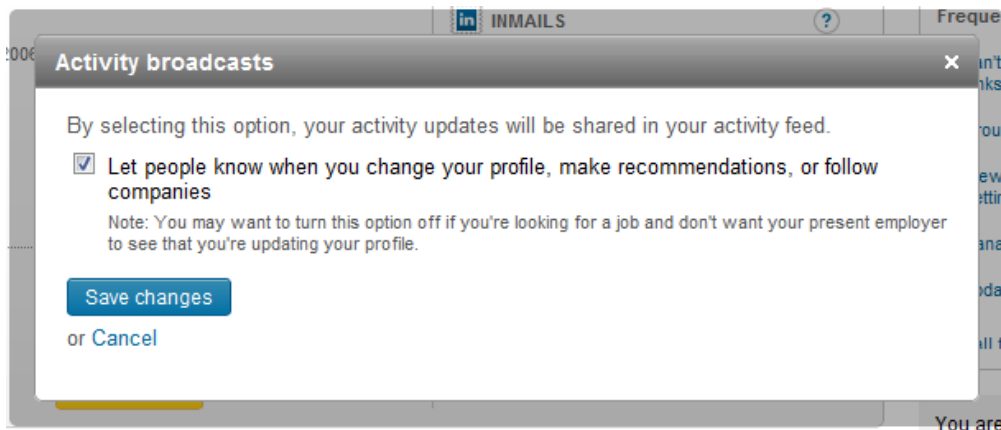 in INMAILS ?
Freque
2006
Activity broadcasts ×
By selecting this option, your activity updates will be shared in your activity feed.
Let people know when you change your profile, make recommendations, or follow
companies
Note: You may want to turn this option off if you're looking for a job and don't want your present employer
to see that you're updating your profile.
Save changes
or Cancel
You are